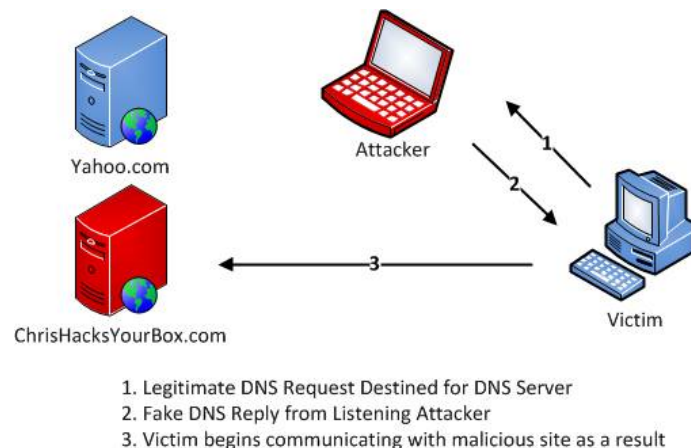 Yahoo.com
Attacker
1
2
Victim
3
ChrisHacksYourBox.com
1. Legitimate DNS Request Destined for DNS Server
2. Fake DNS Reply from Listening Attacker
3. Victim begins communicating with malicious site as a result